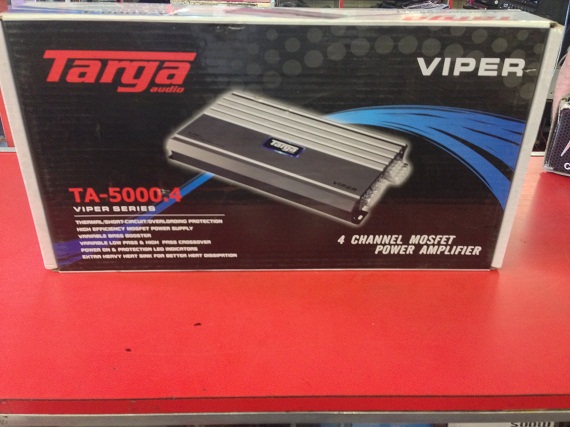 Targa
audio
VIPER
Targa
VIPER
TA-5000.4
VIPER SERIES
THERMAL/SHORT-CIRCUIT/OVERLOADING PROTECTION
HIGH EFFICIENCY MOSFET POWER SUPPLY
VARIABLE BASS BOOSTER
VARIABLE LOW PASS & HIGH PASS CROSSOVER
POWER ON & PROTECTION LED INDICATORS
EXTRA HEAVY HEAT SINK FOR BETTER HEAT DISSIPATION
4 CHANNEL MOSFET
POWER AMPLIFIER